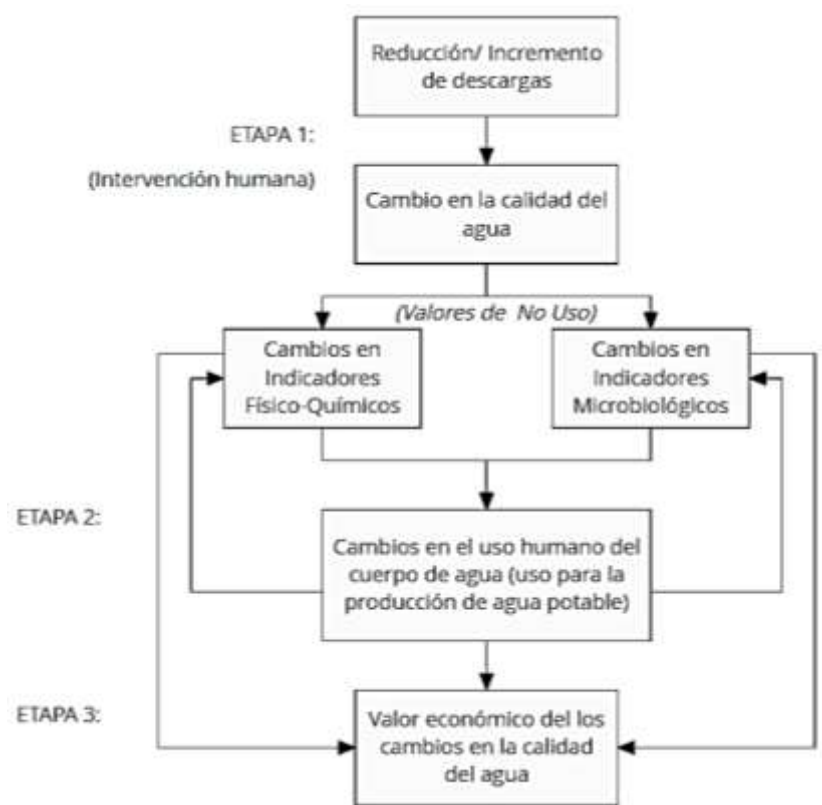 Reducción/ Incremento
de descargas
ETAPA 1:
(Intervención humana)
Cambio en la calidad del
agua
(Valores de No Uso)
Cambios en
Indicadores
Físico-Químicos
Cambios en
Indicadores
Microbiológicos
ETAPA 2:
Cambios en el uso humano del
cuerpo de agua (uso para la
producción de agua potable)
ETAPA 3:
Valor económico del los
cambios en la calidad
del agua